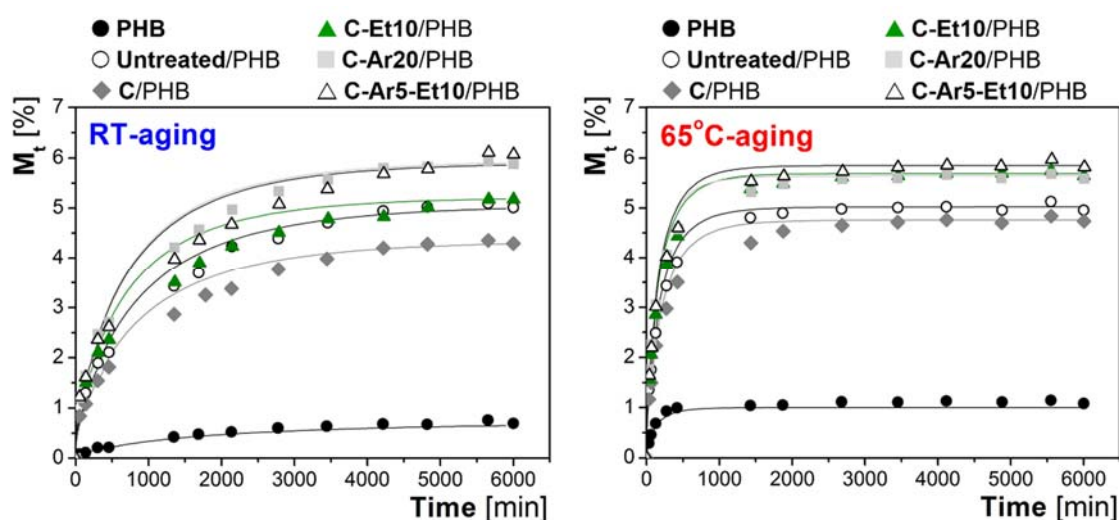 PHB
C-Et10/PHB
Untreated/PHB
C-Ar20/PHB
C/PHB
C-Ar5-Et10/PHB
RT-aging
Mt [%]
7
6
5
4
3
2
1
0
0 1000 2000 3000 4000 5000 6000
Time [min]
PHB
C-Et10/PHB
Untreated/PHB
C-Ar20/PHB
C/PHB
C-Ar5-Et10/PHB
65°C-aging
Mt [%]
7
6
5
4
3
2
1
0
0 1000 2000 3000 4000 5000 6000
Time [min]